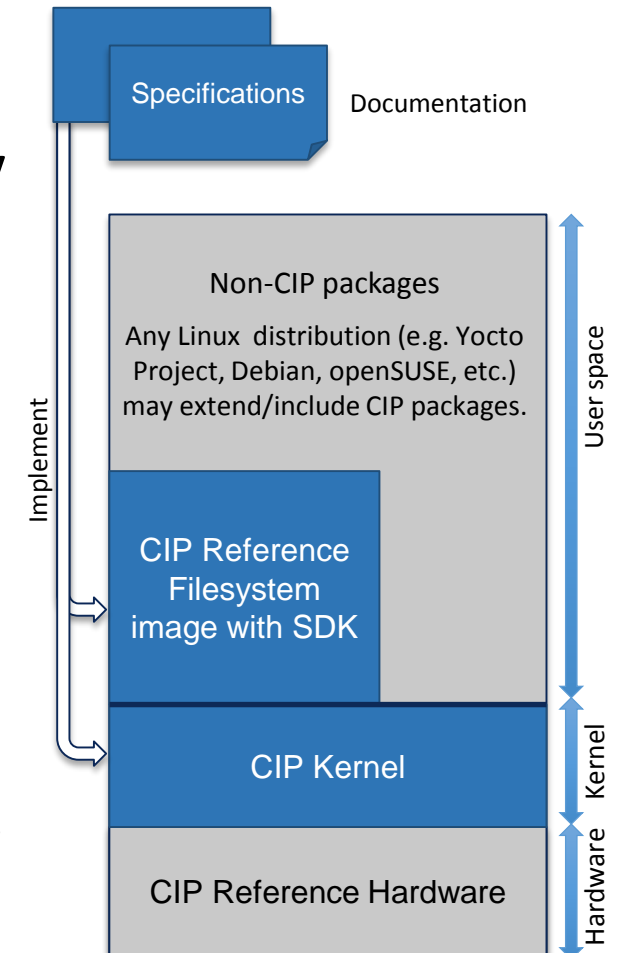 Specifications
Documentation
Non-CIP packages
Any Linux distribution (e.g. Yocto
Project, Debian, openSUSE, etc.)
may extend/include CIP packages.
User space
Implement
CIP Reference
Filesystem
image with SDK
CIP Kernel
Kernel
CIP Reference Hardware
Hardware